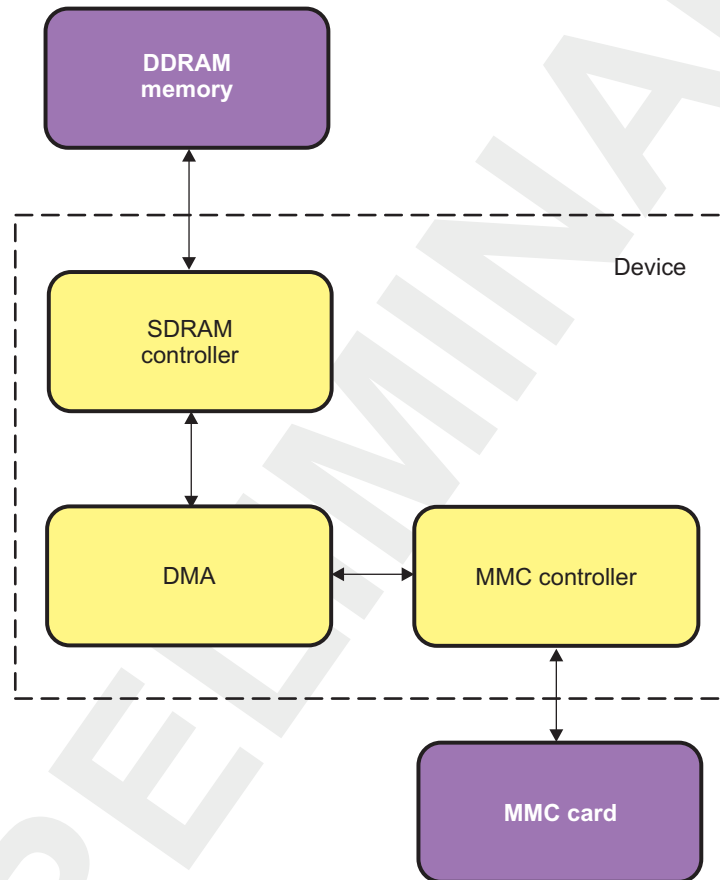 DDRAM
memory
Device
SDRAM
controller
DMA
MMC controller
MMC card